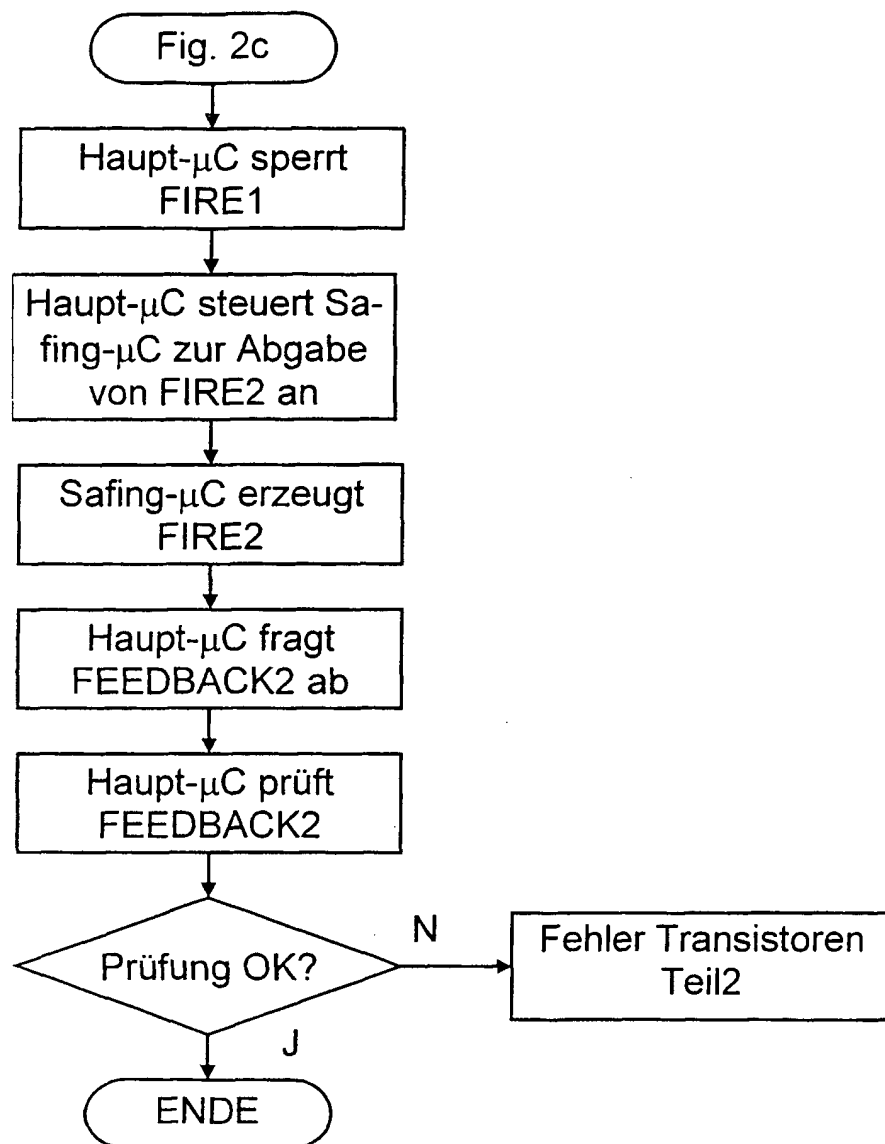 Fig. 2c
Haupt-μC sperrt
FIRE1
Haupt-μC steuert Sa-
fing-μC zur Abgabe
von FIRE2 an
Safing-μC erzeugt
FIRE2
Haupt-μC fragt
FEEDBACK2 ab
Haupt-μC prüft
FEEDBACK2
Prüfung OK?
N
Fehler Transistoren
Teil2
J
ENDE